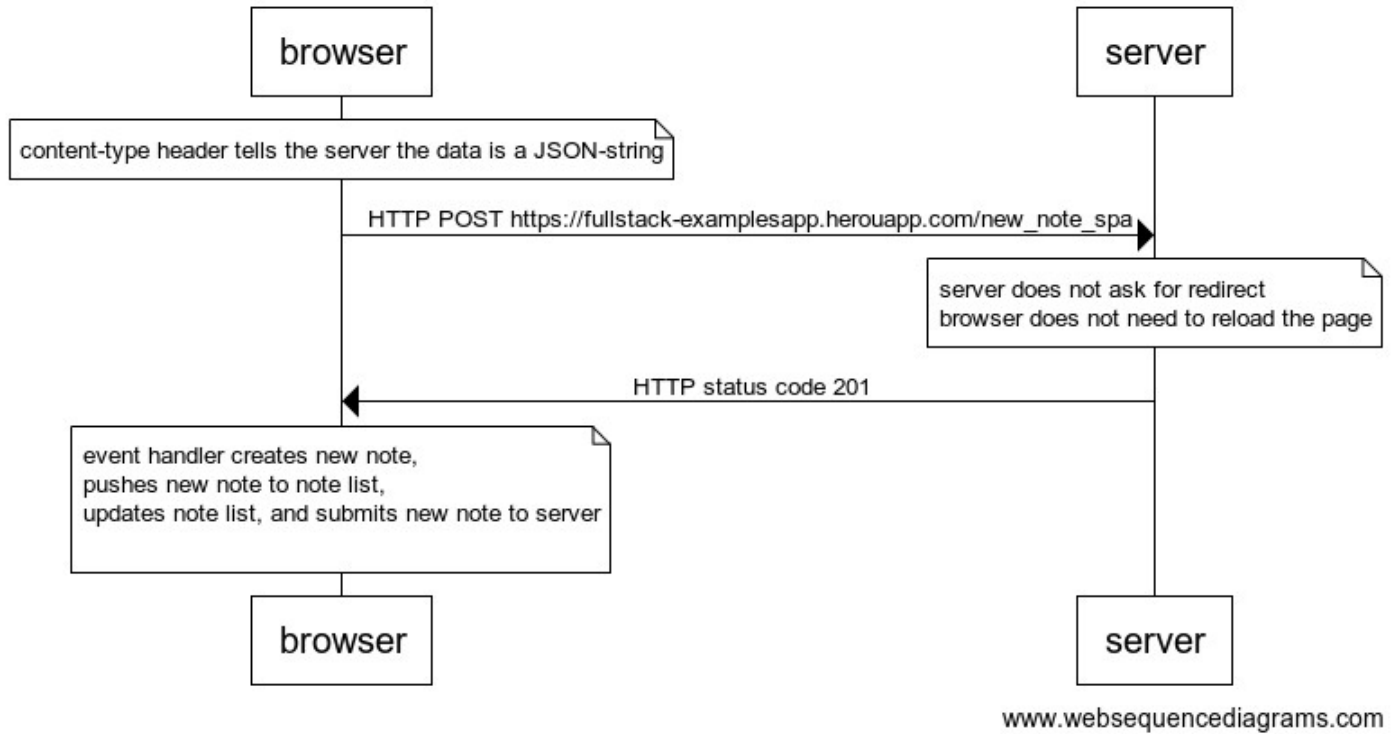 browser
server
content-type header tells the server the data is a JSON-string
HTTP POST https://fullstack-examplesapp.herouapp.com/new_note_spa
server does not ask for redirect
browser does not need to reload the page
HTTP status code 201
event handler creates new note,
pushes new note to note list,
updates note list, and submits new note to server
browser
server
www.websequencediagrams.com